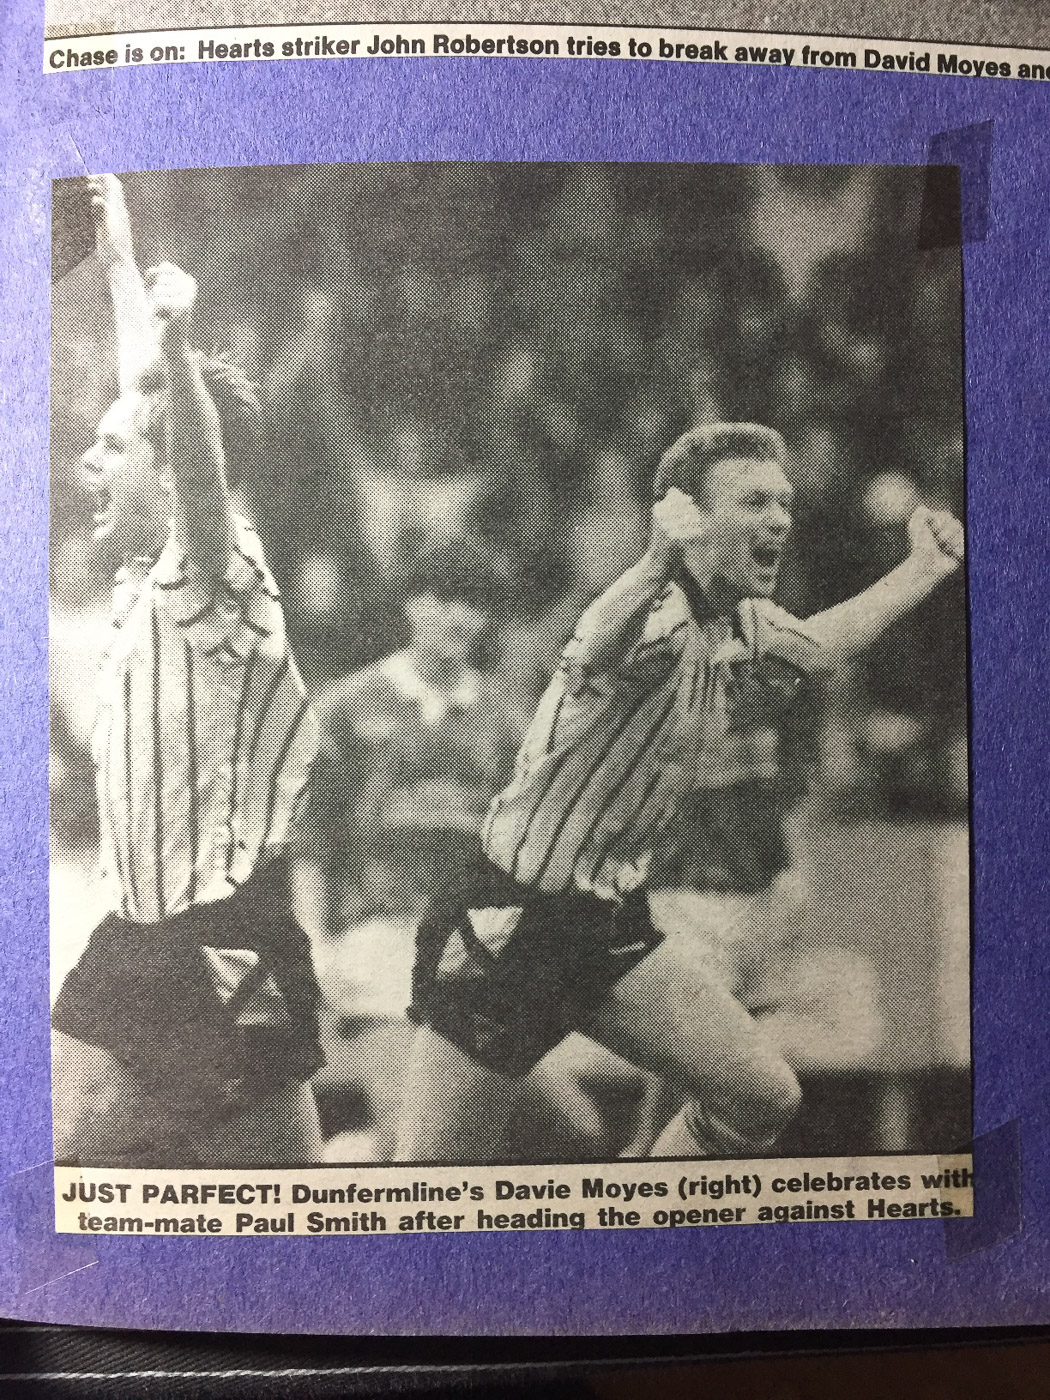 Chase is on: Hearts striker John Robertson tries to break away from David Moyes and
JUST PARFECT! Dunfermline's Davie Moyes (right) celebrates with
team-mate Paul Smith after heading the opener against Hearts.